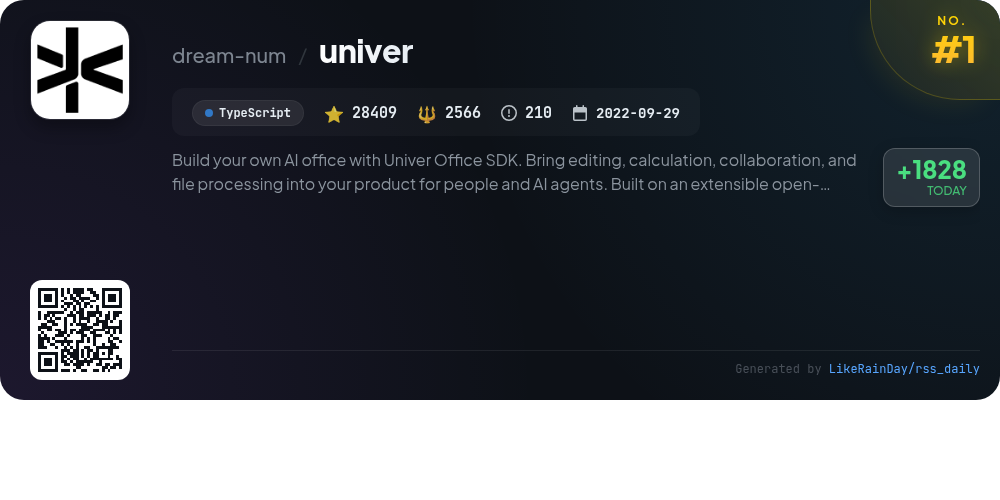 NO.
#1
dream-num / univer
TypeScript 28409 2566 210 2022-09-29
Build your own AI office with Univer Office SDK. Bring editing, calculation, collaboration, and
file processing into your product for people and AI agents. Built on an extensible open-...
+1828
TODAY
Generated by LikeRainDay/rss_daily